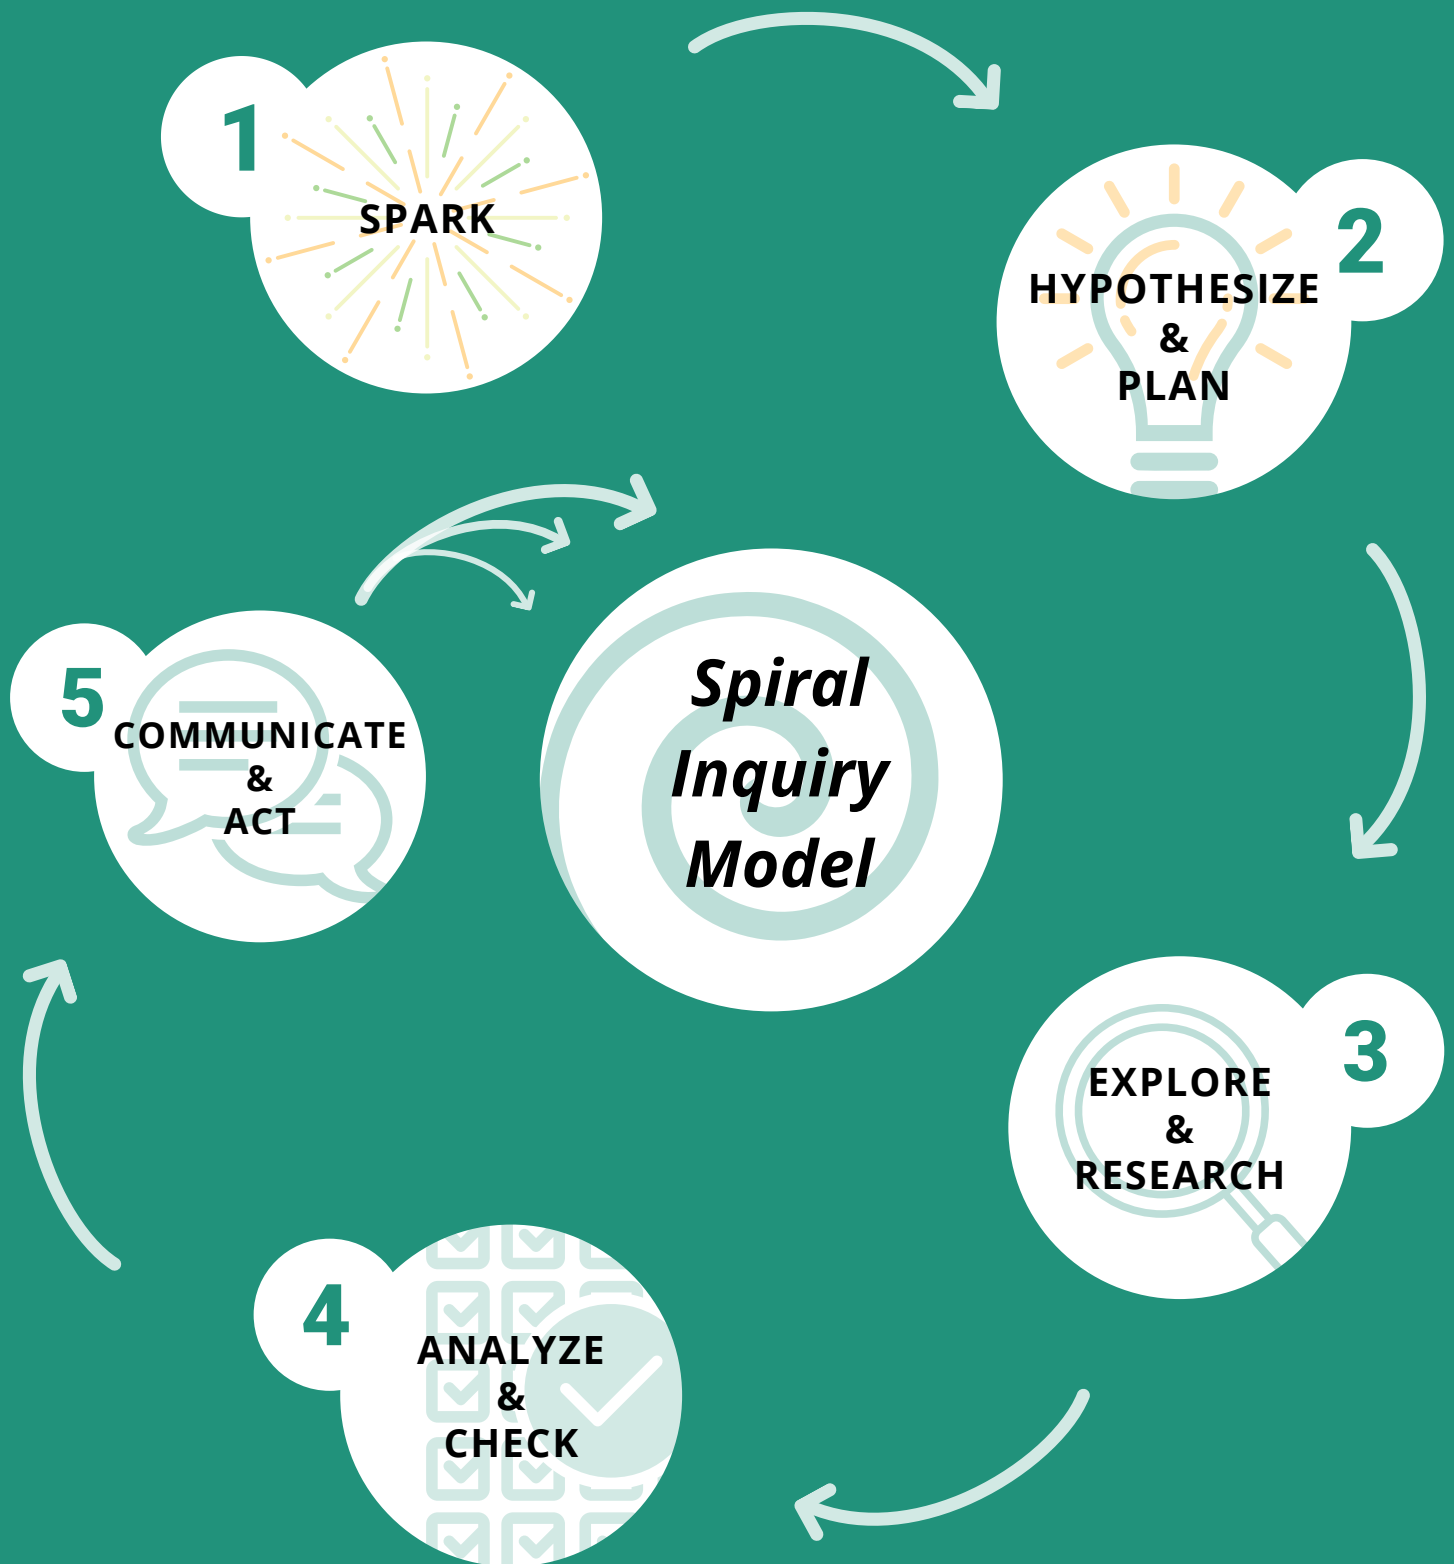 1
SPARK
2
HYPOTHESIZE
&
PLAN
3
EXPLORE
&
RESEARCH
4
ANALYZE
&
CHECK
5
COMMUNICATE
&
ACT
Spiral
Inquiry
Model